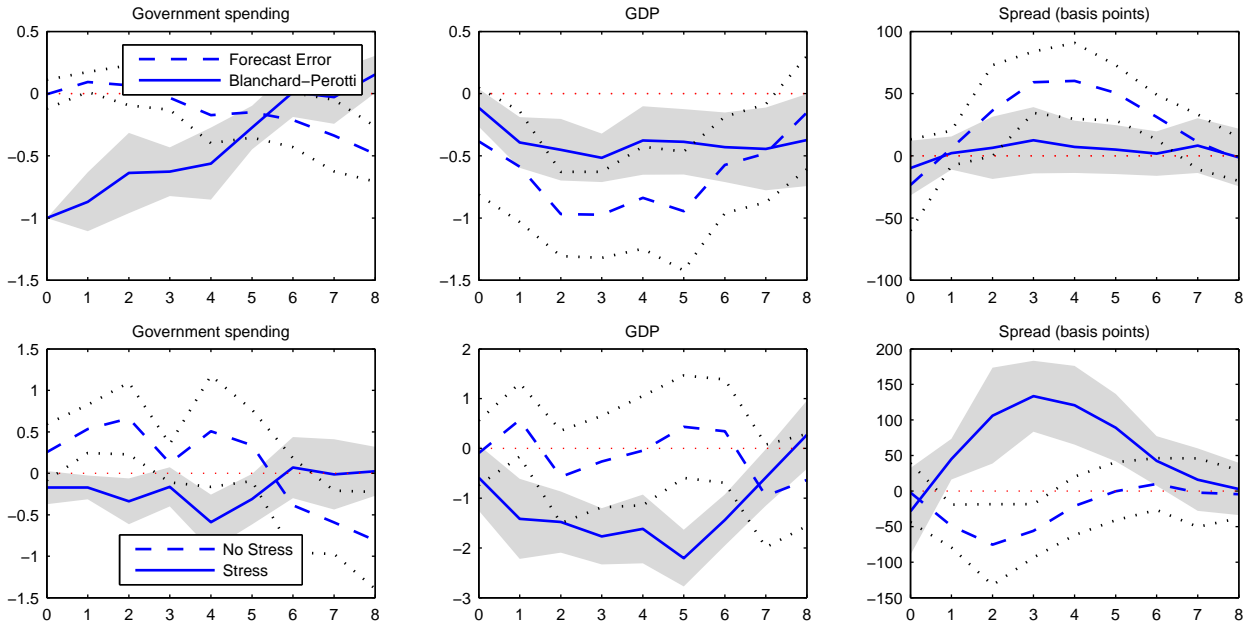 Government spending
0.5
0
−0.5
−1
−1.5
0 1 2 3 4 5 6 7 8
Forecast Error
Blanchard−Perotti
GDP
0.5
0
−0.5
−1
−1.5
0 1 2 3 4 5 6 7 8
Spread (basis points)
100
50
0
−50
−100
0 1 2 3 4 5 6 7 8
Government spending
1.5
1
0.5
0
−0.5
−1
−1.5
0 1 2 3 4 5 6 7 8
No Stress
Stress
GDP
2
1
0
−1
−2
−3
0 1 2 3 4 5 6 7 8
Spread (basis points)
200
150
100
50
0
−50
−100
−150
0 1 2 3 4 5 6 7 8